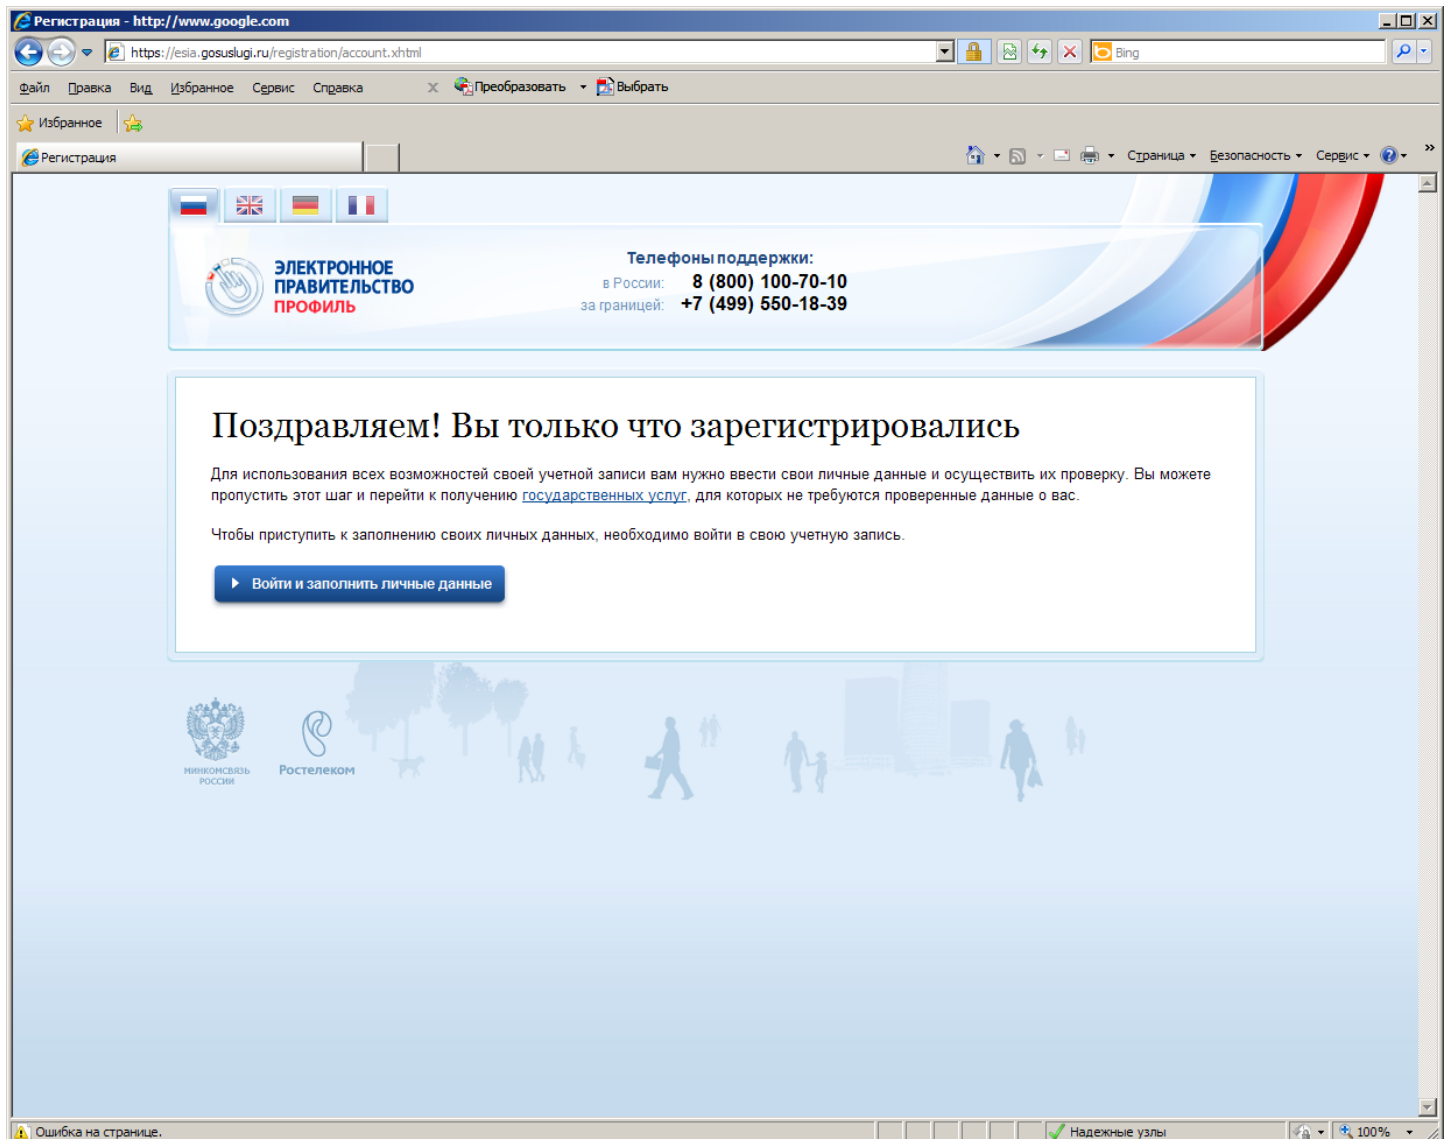 Регистрация - http://www.google.com
https://esia.gosuslugi.ru/registration/account.xhtml
Bing
Файл Правка Вид Избранное Сервис Справка x Преобразовать Выбрать
Избранное
Регистрация
Страница Безопасность Сервис »
ЭЛЕКТРОННОЕ
ПРАВИТЕЛЬСТВО
ПРОФИЛЬ
Телефоны поддержки:
в России: 8 (800) 100-70-10
за границей: +7 (499) 550-18-39
Поздравляем! Вы только что зарегистрировались
Для использования всех возможностей своей учетной записи вам нужно ввести свои личные данные и осуществить их проверку. Вы можете
пропустить этот шаг и перейти к получению государственных услуг, для которых не требуются проверенные данные о вас.
Чтобы приступить к заполнению своих личных данных, необходимо войти в свою учетную запись.
Войти и заполнить личные данные
МИНКОМСВЯЗЬ
РОССИИ
Ростелеком
Ошибка на странице.
Надежные узлы
100%